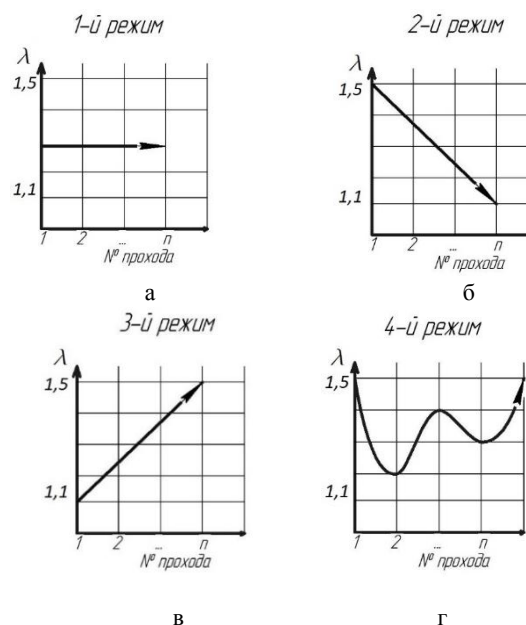 1-й режим
λ
1,5
1,1
1 2 ... n
№ прохода
а
2-й режим
λ
1,5
1,1
1 2 ... n
№ прохода
б
3-й режим
λ
1,5
1,1
1 2 ... n
№ прохода
в
4-й режим
λ
1,5
1,1
1 2 ... n
№ прохода
г